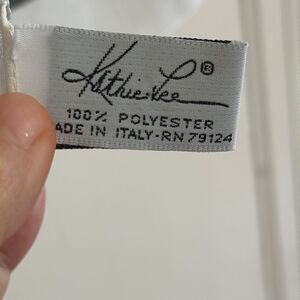 Kathie Lee®
100% POLYESTER
ADE IN ITALY-RN 79124